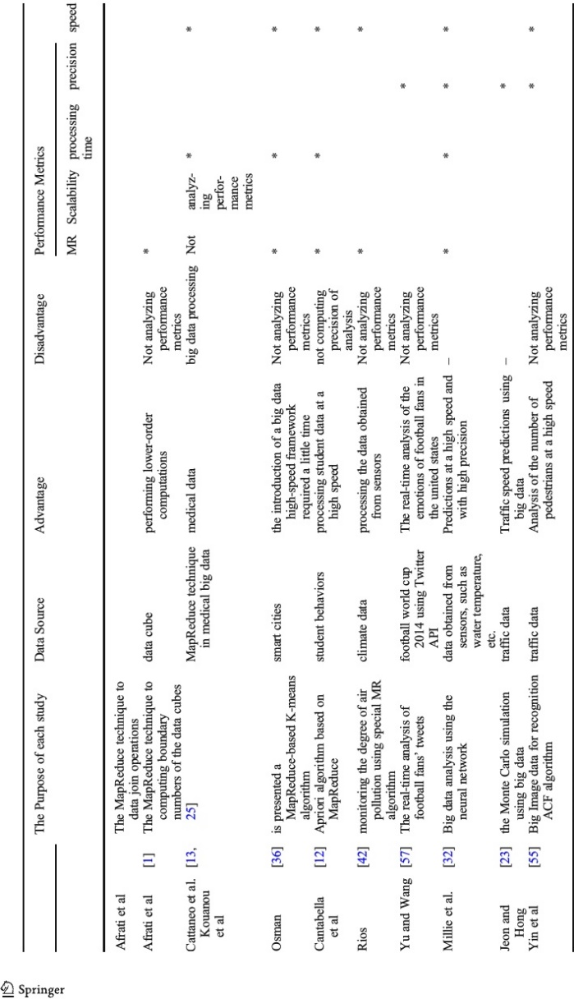 The Purpose of each study Data Source Advantage Disadvantage Performance Metrics
MR Scalability processing precision speed
time
Afrati et al The MapReduce technique to
data join operations
Afrati et al [1] The MapReduce technique to data cube performing lower-order Not analyzing *
computing boundary computations performance
numbers of the data cubes metrics
Cattaneo et al. [13, MapReduce technique medical data big data processing Not analyz- * *
Kouanou 25] in medical big data ing
et al perfor-
mance
metrics
Osman [36] is presented a smart cities the introduction of a big data Not analyzing * * *
MapReduce-based K-means high-speed framework performance
algorithm required a little time metrics
Cantabella [12] Apriori algorithm based on student behaviors processing student data at a not computing * * *
et al MapReduce high speed precision of
analysis
Rios [42] monitoring the degree of air climate data processing the data obtained Not analyzing * *
pollution using special MR from sensors performance
algorithm metrics
Yu and Wang [57] The real-time analysis of football world cup The real-time analysis of the Not analyzing *
football fans' tweets 2014 using Twitter emotions of football fans in performance
API the united states metrics
Millie et al. [32] Big data analysis using the data obtained from Predictions at a high speed and – * * * *
neural network sensors, such as with high precision
water temperature,
etc.
Jeon and [23] the Monte Carlo simulation traffic data Traffic speed predictions using – *
Hong using big data big data
Yin et al [55] Big Image data for recognition traffic data Analysis of the number of Not analyzing * *
ACF algorithm pedestrians at a high speed performance
metrics
Springer